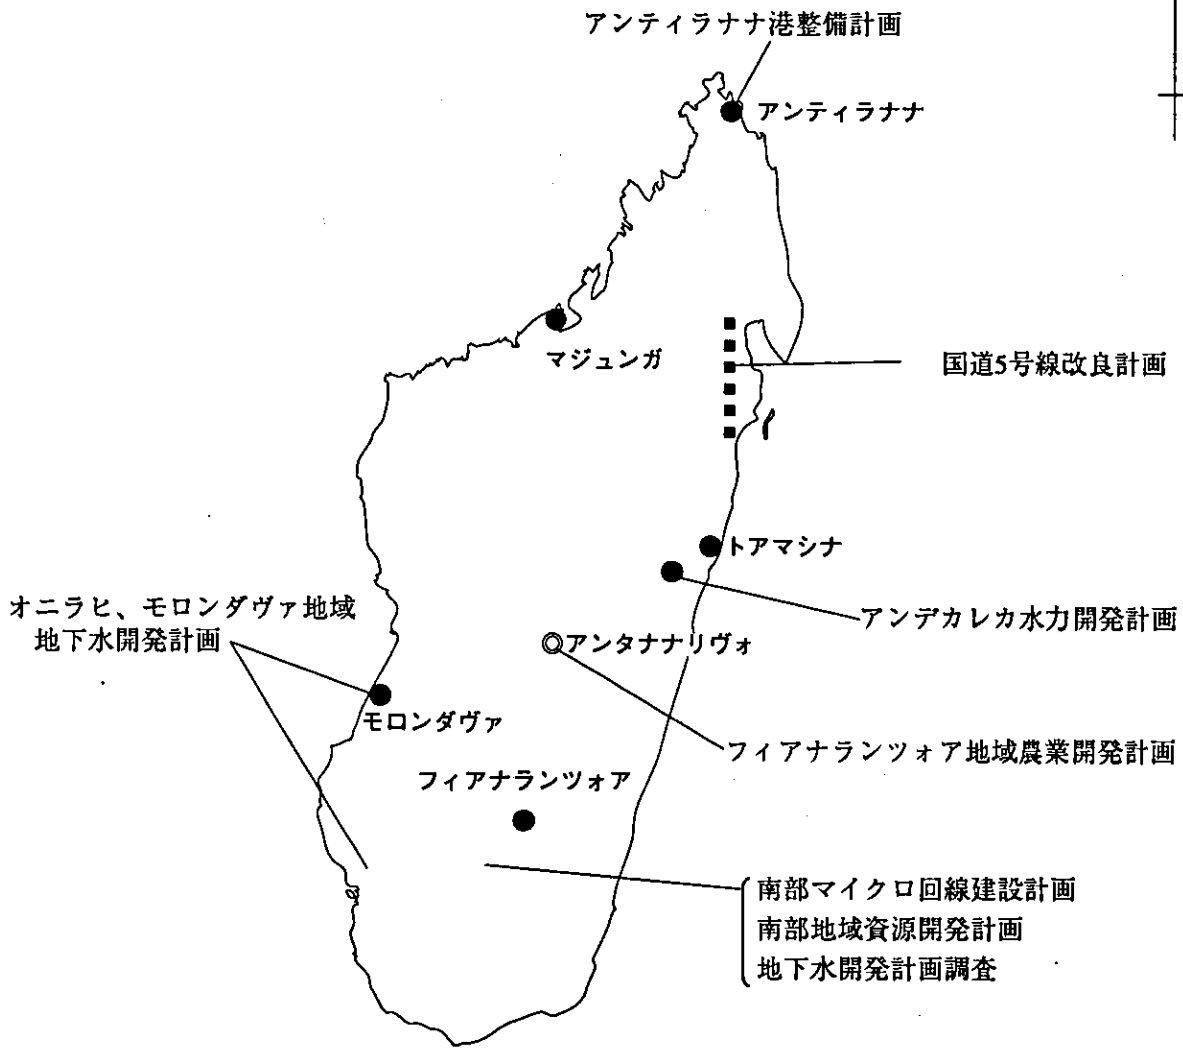 アンティラナナ港整備計画
アンティラナナ
マジュンガ
国道5号線改良計画
トアマシナ
アンデカレカ水力開発計画
オニラヒ、モロンダヴァ地域
地下水開発計画
アンタナナリヴォ
モロンダヴァ
フィアナランツォア地域農業開発計画
フィアナランツォア
南部マイクロ回線建設計画
南部地域資源開発計画
地下水開発計画調査